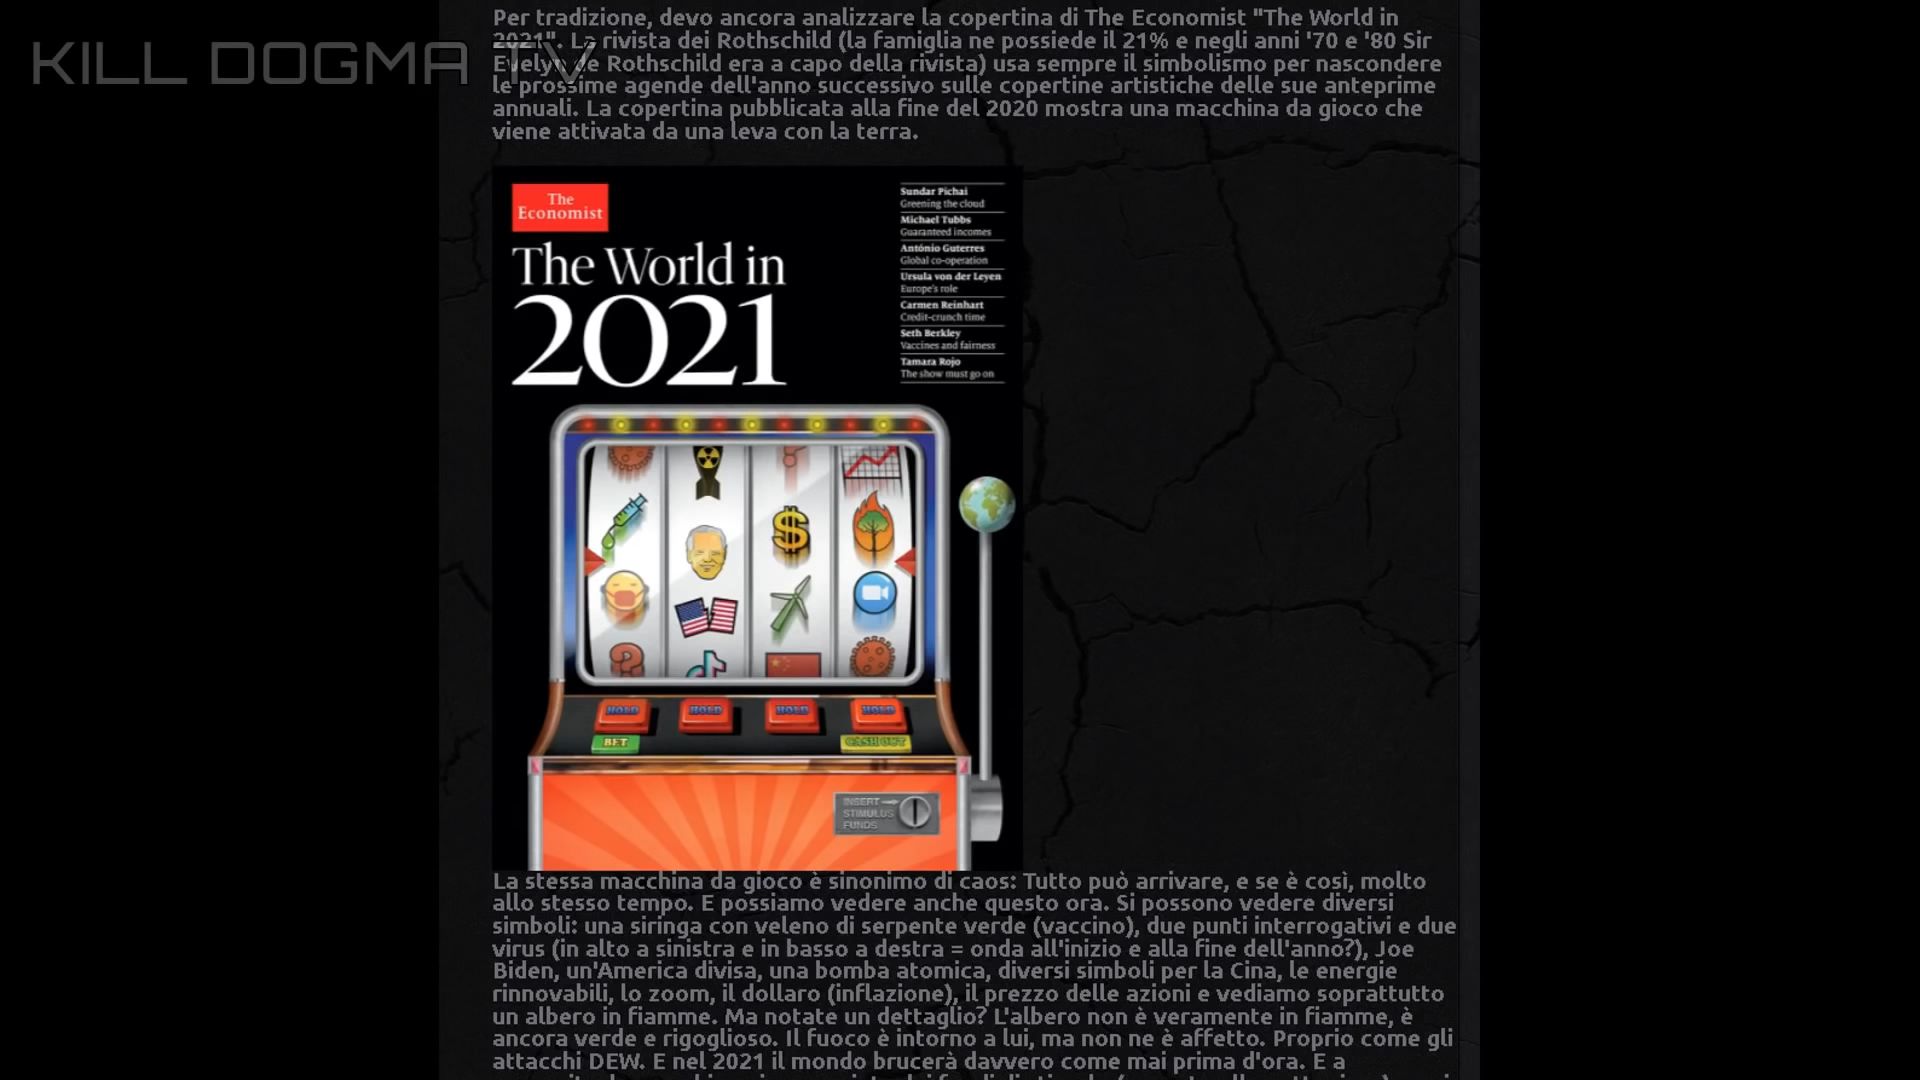 Per tradizione, devo ancora analizzare la copertina di The Economist "The World in
2021". La rivista dei Rothschild (la famiglia ne possiede il 21% e negli anni '70 e '80 Sir
KILL DOGMA TV
Evelyn de Rothschild era a capo della rivista) usa sempre il simbolismo per nascondere
le prossime agende dell'anno successivo sulle copertine artistiche delle sue anteprime
annuali. La copertina pubblicata alla fine del 2020 mostra una macchina da gioco che
viene attivata da una leva con la terra.
The
Economist
The World in
2021
Sundar Pichai
Greening the cloud
Michael Tubbs
Guaranteed incomes
António Guterres
Global co-operation
Ursula von der Leyen
Europe's role
Carmen Reinhart
Credit-crunch time
Seth Berkley
Vaccines and fairness
Tamara Rojo
The show must go on
$
?
HOLD HOLD HOLD HOLD
BET CASH OUT
INSERT
STIMULUS
FUNDS
La stessa macchina da gioco è sinonimo di caos: Tutto può arrivare, e se è così, molto
allo stesso tempo. E possiamo vedere anche questo ora. Si possono vedere diversi
simboli: una siringa con veleno di serpente verde (vaccino), due punti interrogativi e due
virus (in alto a sinistra e in basso a destra = onda all'inizio e alla fine dell'anno?), Joe
Biden, un'America divisa, una bomba atomica, diversi simboli per la Cina, le energie
rinnovabili, lo zoom, il dollaro (inflazione), il prezzo delle azioni e vediamo soprattutto
un albero in fiamme. Ma notate un dettaglio? L'albero non è veramente in fiamme, è
ancora verde e rigoglioso. Il fuoco è intorno a lui, ma non ne è affetto. Proprio come gli
attacchi DEW. E nel 2021 il mondo brucerà davvero come mai prima d'ora. E a